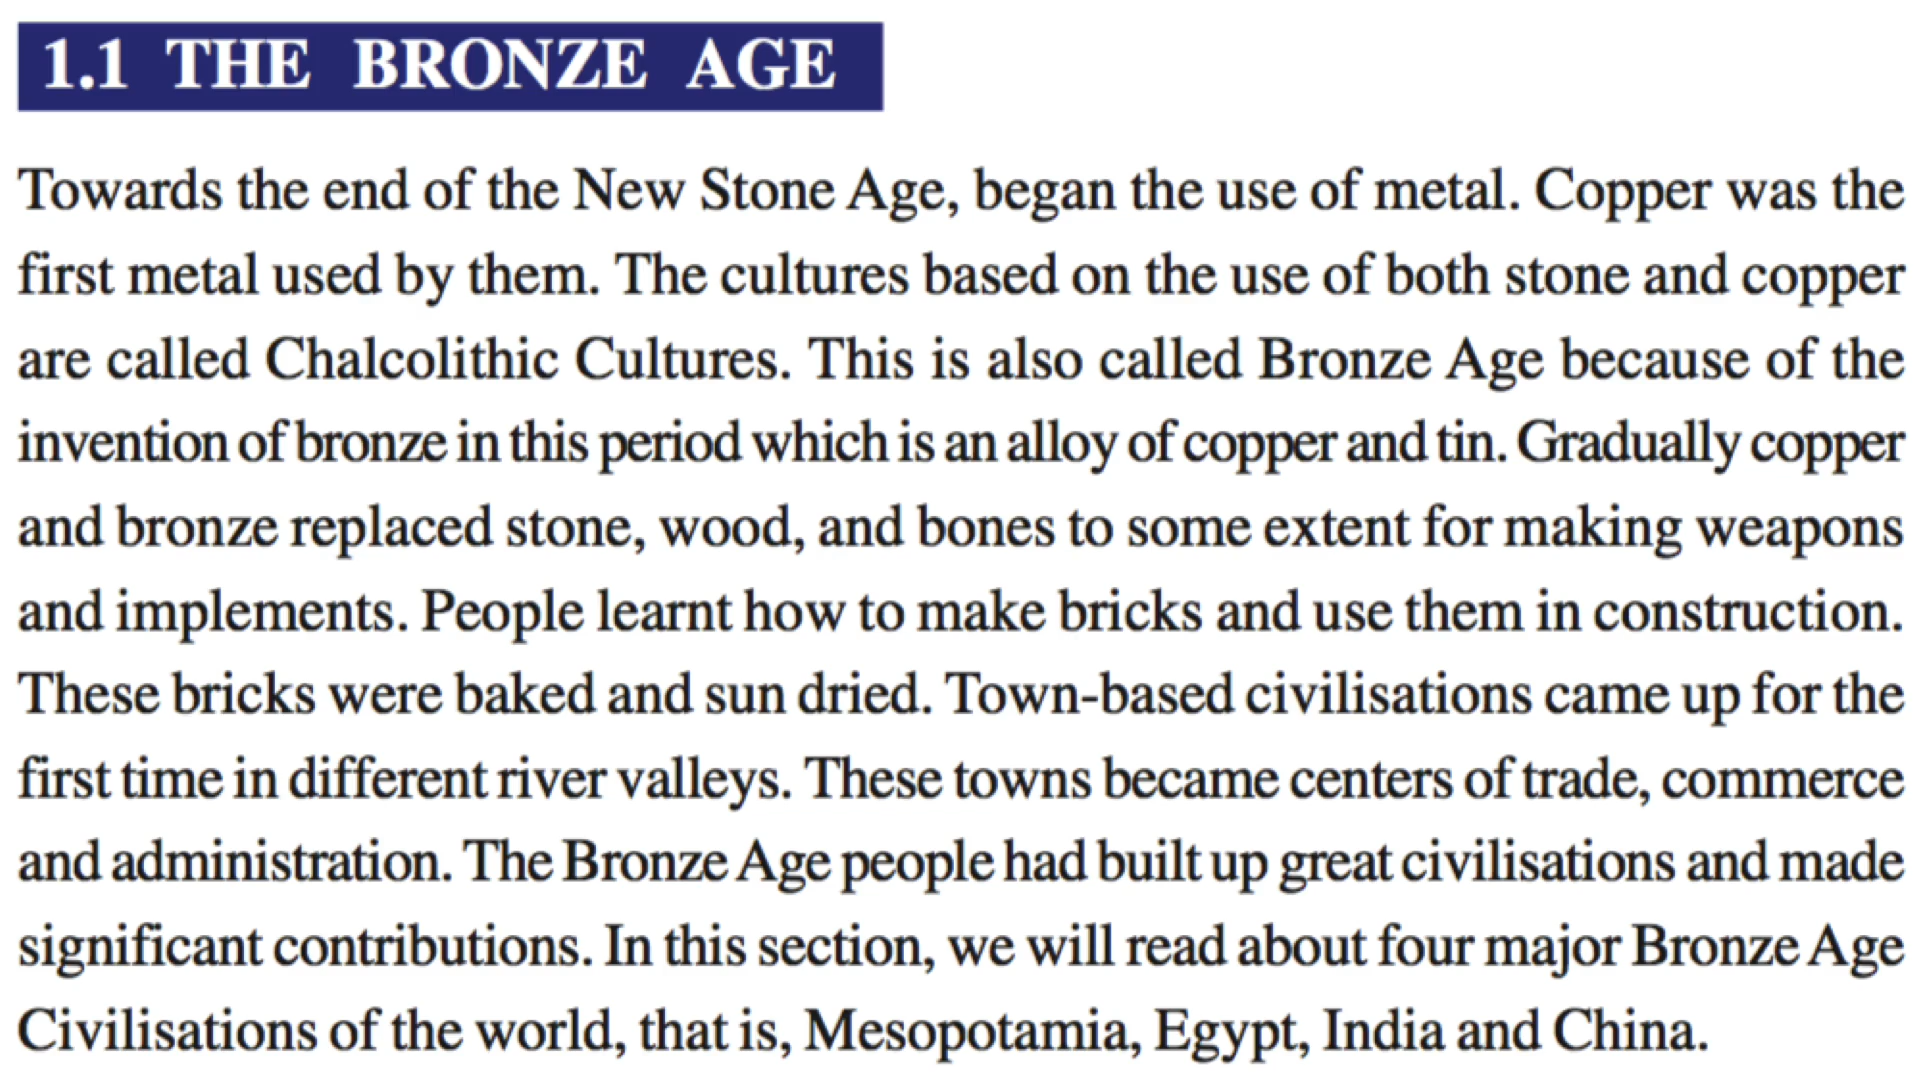 1.1 THE BRONZE AGE
Towards the end of the New Stone Age, began the use of metal. Copper was the
first metal used by them. The cultures based on the use of both stone and copper
are called Chalcolithic Cultures. This is also called Bronze Age because of the
invention of bronze in this period which is an alloy of copper and tin. Gradually copper
and bronze replaced stone, wood, and bones to some extent for making weapons
and implements. People learnt how to make bricks and use them in construction.
These bricks were baked and sun dried. Town-based civilisations came up for the
first time in different river valleys. These towns became centers of trade, commerce
and administration. The Bronze Age people had built up great civilisations and made
significant contributions. In this section, we will read about four major Bronze Age
Civilisations of the world, that is, Mesopotamia, Egypt, India and China.